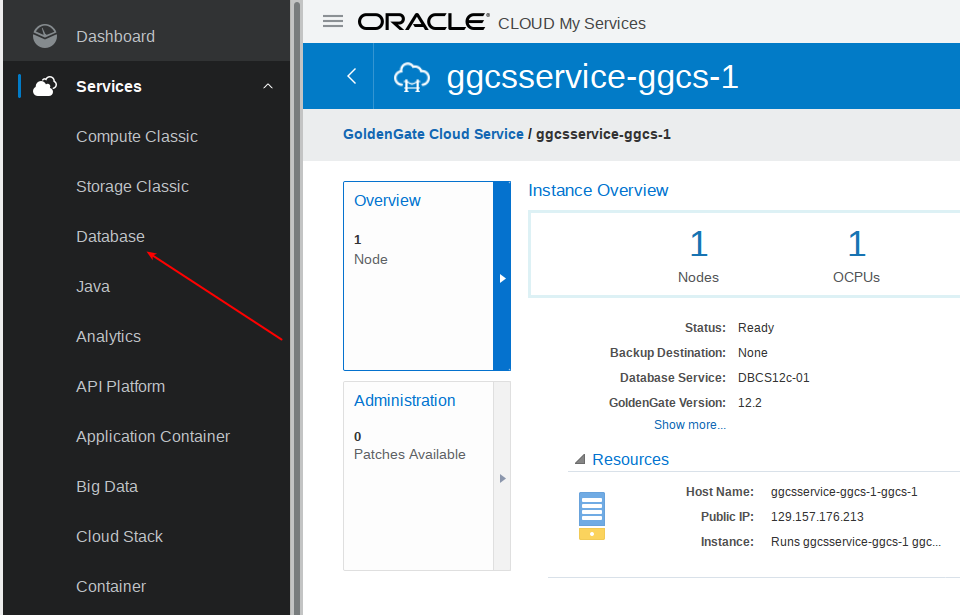 Dashboard
Services
Compute Classic
Storage Classic
Database
Java
Analytics
API Platform
Application Container
Big Data
Cloud Stack
Container
ORACLE® CLOUD My Services
ggcsservice-ggcs-1
GoldenGate Cloud Service / ggcsservice-ggcs-1
Overview
1
Node
Administration
0
Patches Available
Instance Overview
1 1
Nodes OCPUs
Status: Ready
Backup Destination: None
Database Service: DBCS12c-01
GoldenGate Version: 12.2
Show more...
Resources
Host Name: ggcsservice-ggcs-1-ggcs-1
Public IP: 129.157.176.213
Instance: Runs ggcsservice-ggcs-1 ggc...